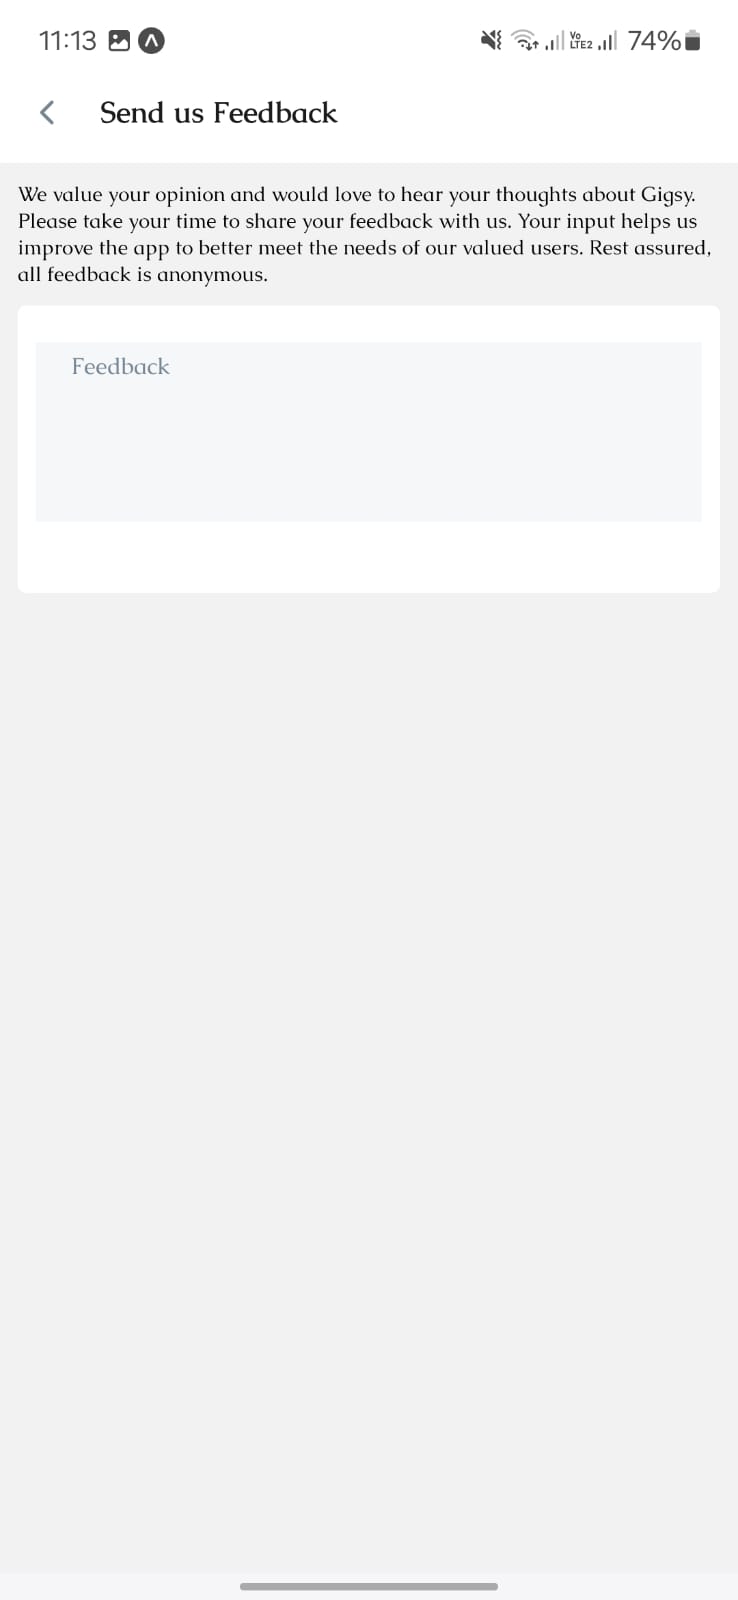 11:13 Vo LTE2 74%
Send us Feedback
We value your opinion and would love to hear your thoughts about Gigsy.
Please take your time to share your feedback with us. Your input helps us
improve the app to better meet the needs of our valued users. Rest assured,
all feedback is anonymous.
Feedback